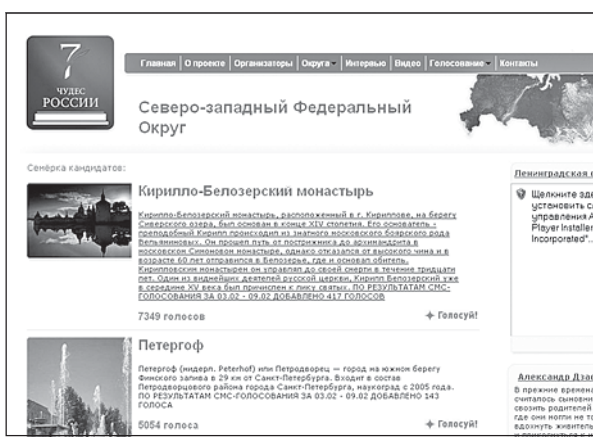 7
ЧУДЕС
РОССИИ
Главная О проекте Организаторы Округа Интервью Видео Голосование Контакты
Северо-западный Федеральный
Округ
Семёрка кандидатов:
Кирилло-Белозерский монастырь
Кирилло-Белозерский монастырь, расположенный в г. Кириллове, на берегу
Сиверского озера, был основан в конце XIV столетия. Его основатель -
преподобный Кирилл происходил из знатного московского боярского рода
Вельяминовых. Он прошел путь от постриженика до архимандрита в
московском Симоновом монастыре, однако отказался от высокого чина и в
возрасте 60 лет отправился в Белозерье, где и основал обитель.
Кирилловским монастырем он управлял до своей смерти в течение тридцати
лет. Один из виднейших деятелей русской церкви, Кирилл Белозерский уже
в середине XV века был причислен к лику святых. ПО РЕЗУЛЬТАТАМ СМС-
ГОЛОСОВАНИЯ ЗА 03.02 - 09.02 ДОБАВЛЕНО 417 ГОЛОСОВ
7349 голосов
Голосуй!
Петергоф
Петергоф (нидерл. Peterhof) или Петродворец — город на южном берегу
Финского залива в 29 км от Санкт-Петербурга. Входит в состав
Петродворцового района города Санкт-Петербурга, наукоград с 2005 года.
ПО РЕЗУЛЬТАТАМ СМС-ГОЛОСОВАНИЯ ЗА 03.02 - 09.02 ДОБАВЛЕНО 143
ГОЛОСА
5054 голоса
Голосуй!
Ленинградская
Щелкните
установить
управления
Player Installer
Incorporated"
Александр
В прежние времена
считалось
свозить родителей
где они могли не
вдохнуть